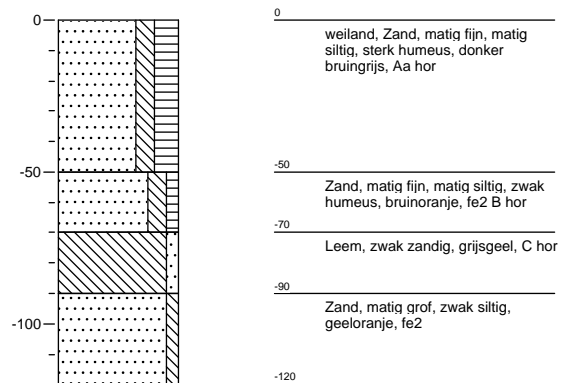 0
-50
-100
0
weiland, Zand, matig fijn, matig
siltig, sterk humeus, donker
bruingrijs, Aa hor
-50
Zand, matig fijn, matig siltig, zwak
humeus, bruinoranje, fe2 B hor
-70
Leem, zwak zandig, grijsgeel, C hor
-90
Zand, matig grof, zwak siltig,
geeloranje, fe2
-120